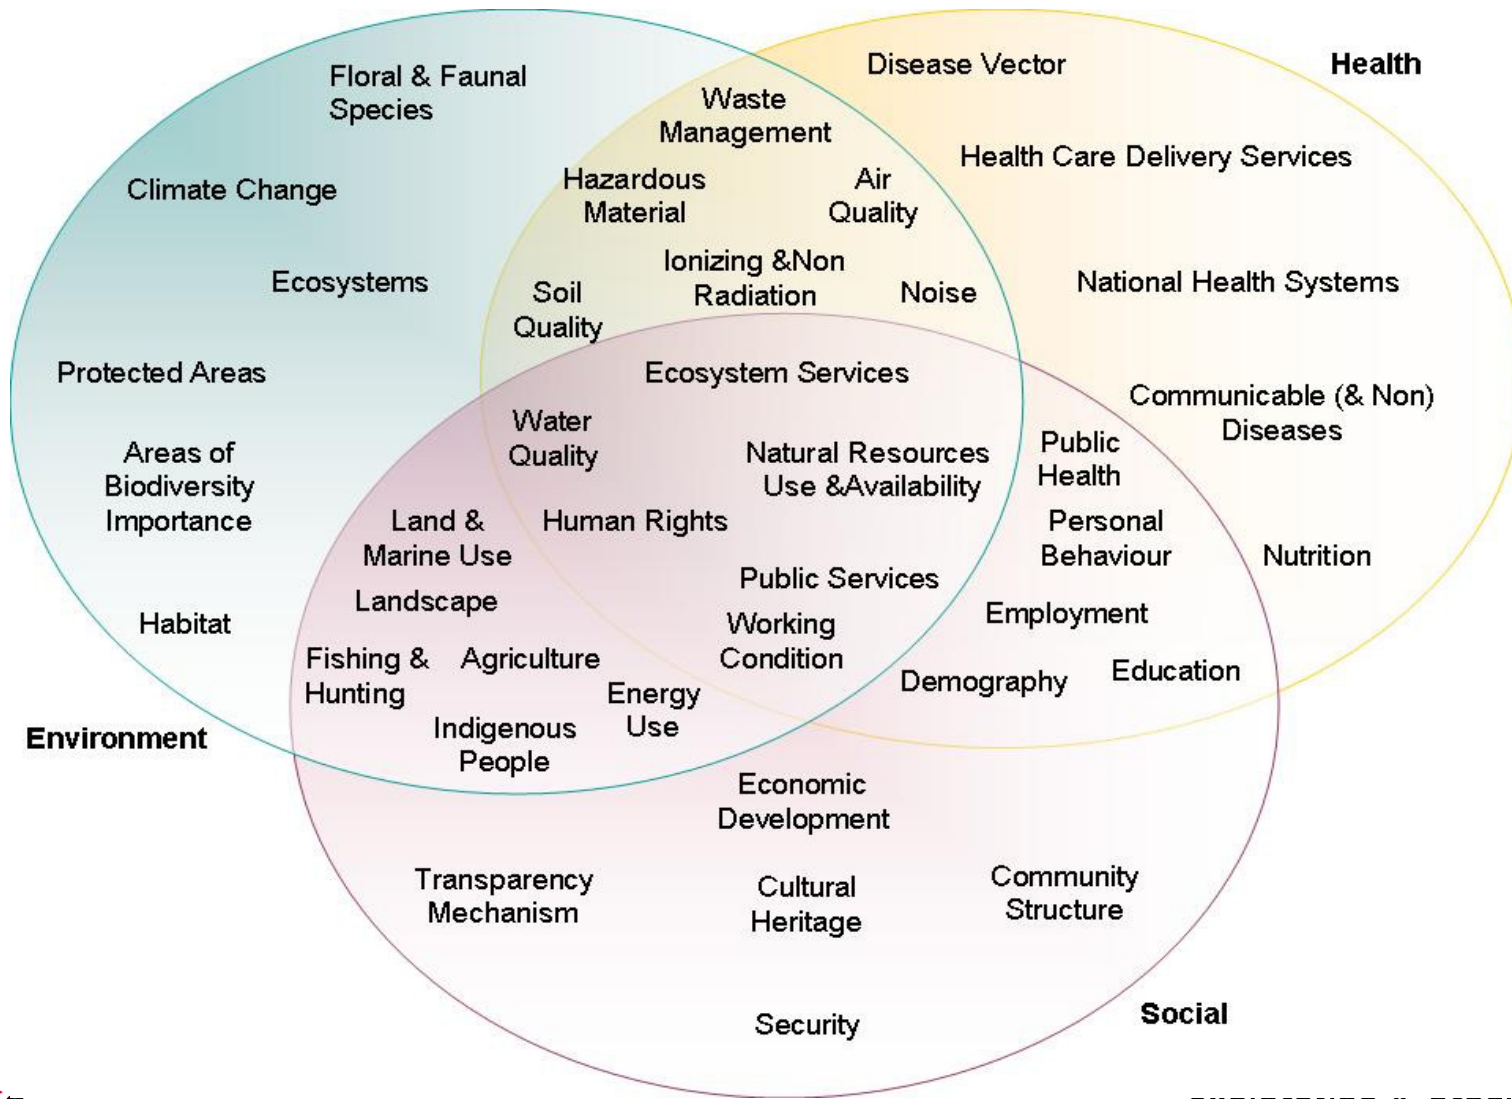 Floral & Faunal
Species
Disease Vector
Health
Waste
Management
Health Care Delivery Services
Climate Change
Hazardous
Material
Air
Quality
Ionizing &Non
Radiation
Ecosystems
Soil
Quality
Noise
National Health Systems
Protected Areas
Ecosystem Services
Communicable (& Non)
Diseases
Water
Quality
Areas of
Biodiversity
Importance
Natural Resources
Use &Availability
Public
Health
Land &
Marine Use
Human Rights
Personal
Behaviour
Nutrition
Public Services
Landscape
Habitat
Working
Condition
Employment
Fishing &
Hunting
Agriculture
Demography
Education
Energy
Use
Indigenous
People
Environment
Economic
Development
Transparency
Mechanism
Cultural
Heritage
Community
Structure
Security
Social